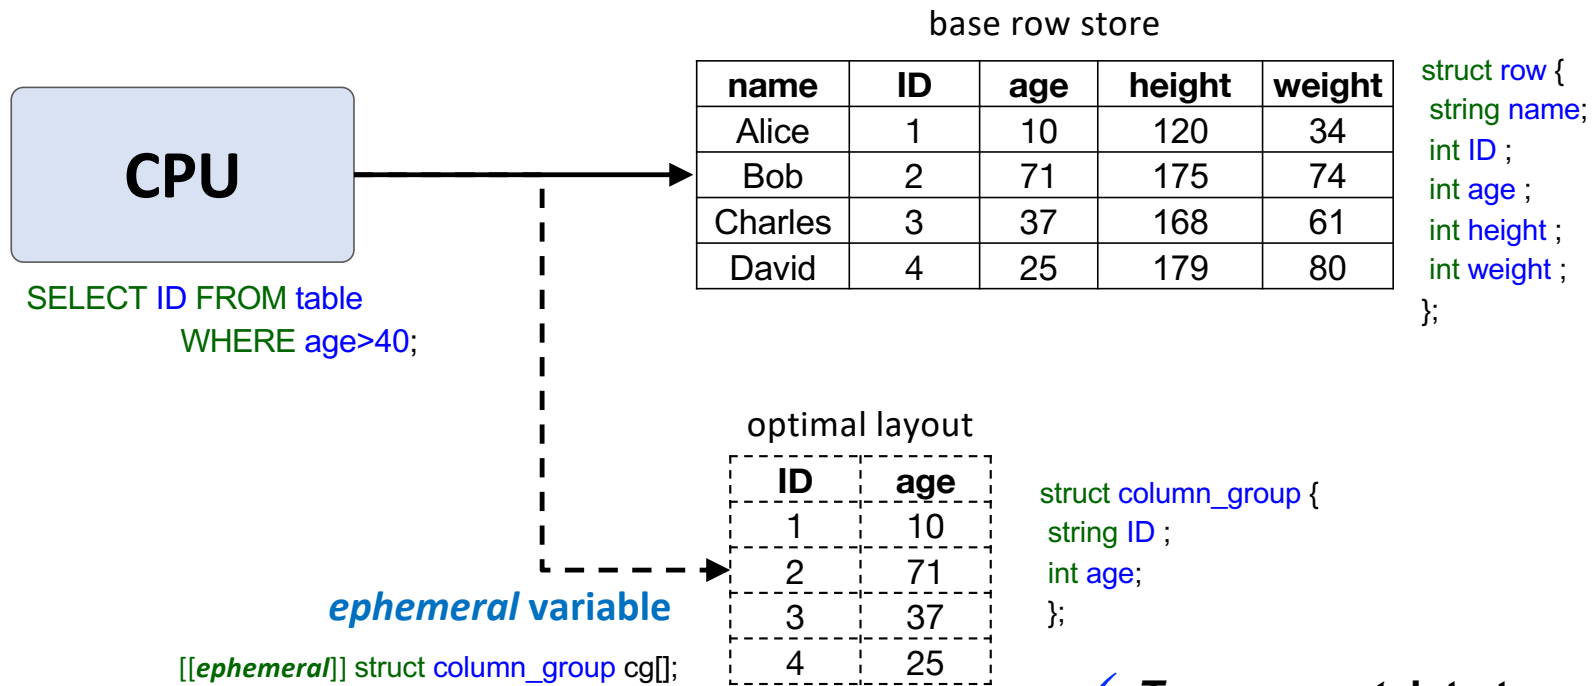 base row store
name ID age height weight
Alice 1 10 120 34
Bob 2 71 175 74
Charles 3 37 168 61
David 4 25 179 80
struct row {
string name;
int ID ;
int age ;
int height ;
int weight ;
};
CPU
SELECT ID FROM table
WHERE age>40;
optimal layout
ID age
1 10
2 71
3 37
4 25
struct column_group {
string ID ;
int age;
};
ephemeral variable
[[ephemeral]] struct column_group cg[];